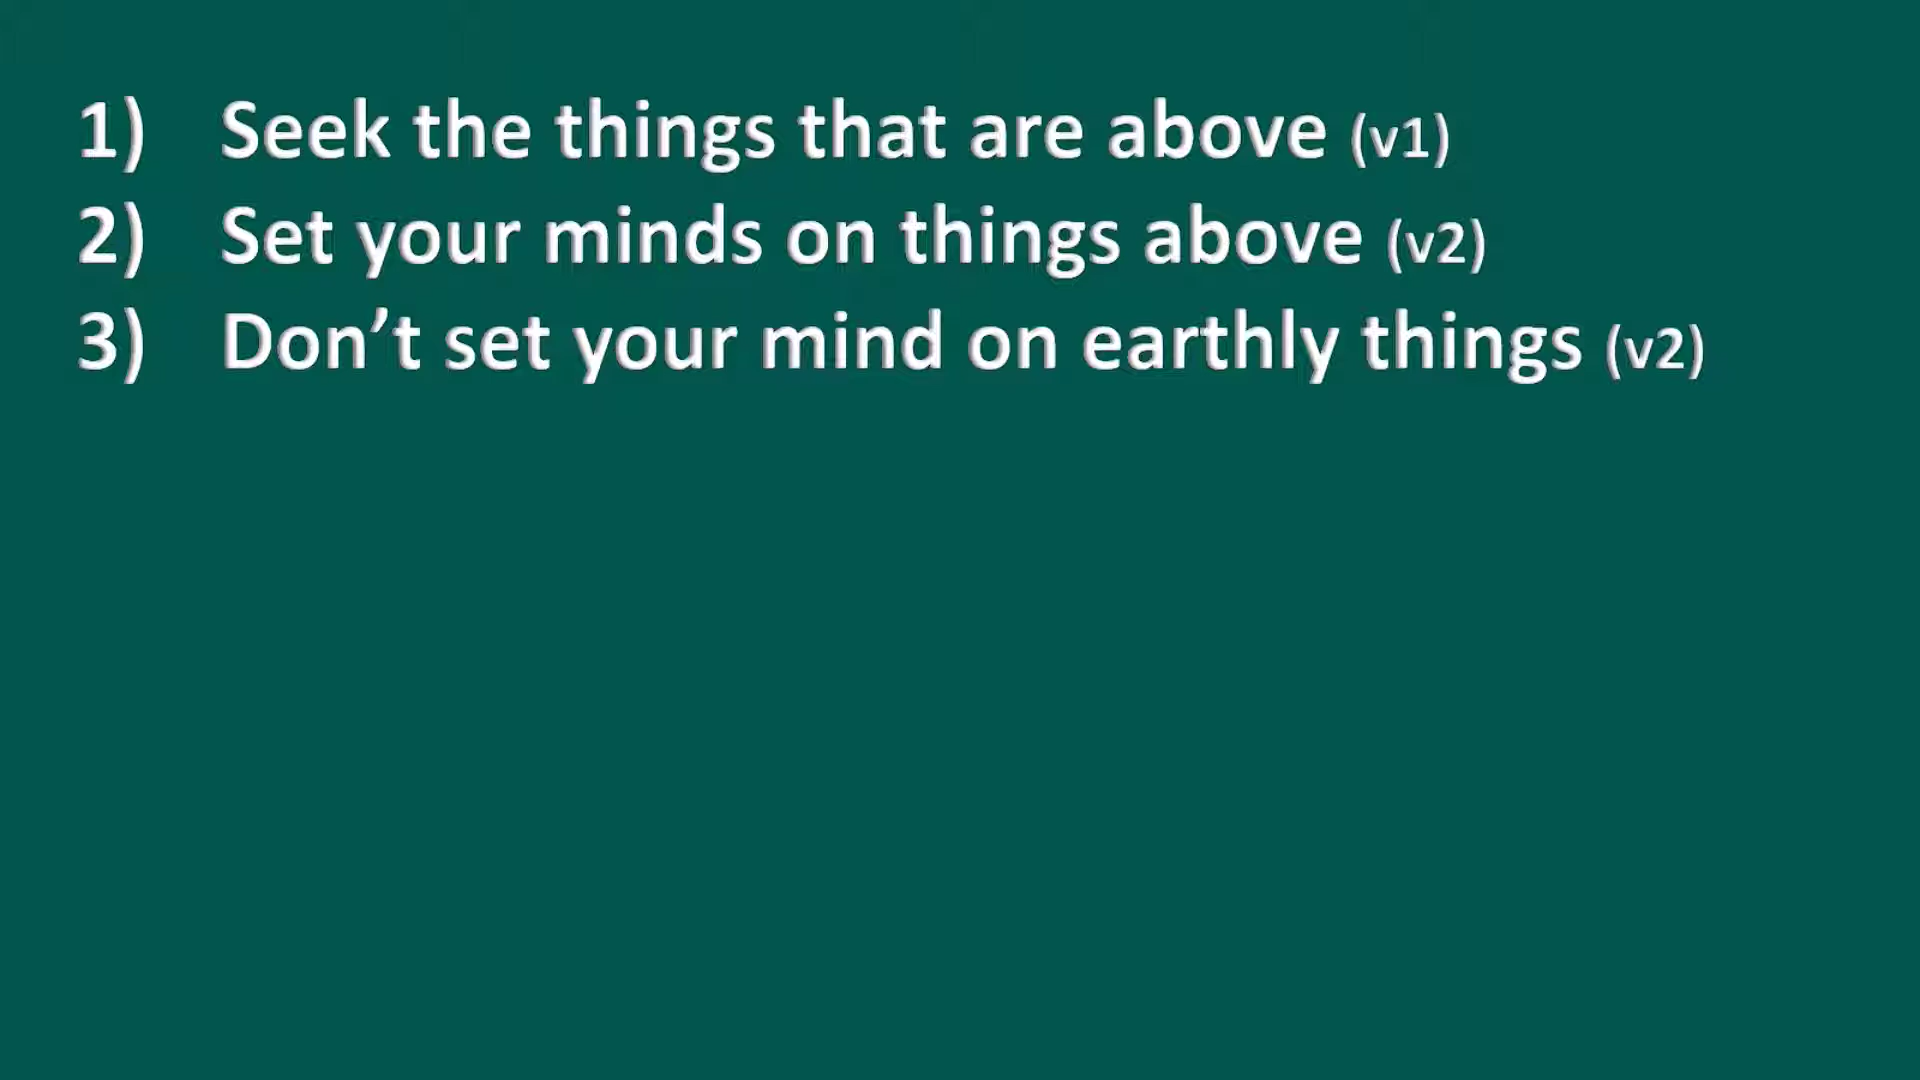 1) Seek the things that are above (v1)
2) Set your minds on things above (v2)
3) Don’t set your mind on earthly things (v2)